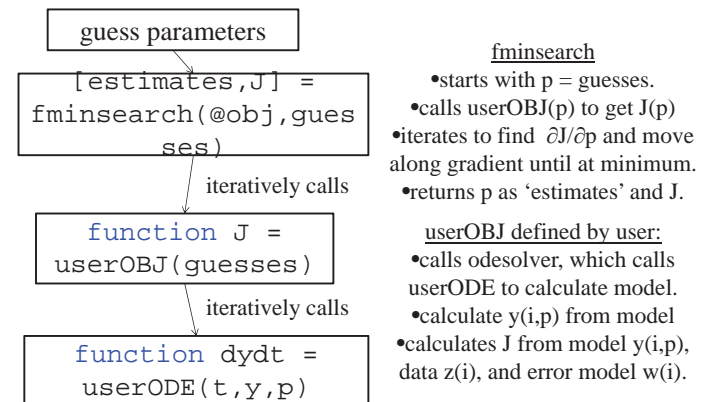 guess parameters
[estimates,J] =
fminsearch(@obj,gues
ses)
iteratively calls
function J =
userOBJ(guesses)
iteratively calls
function dydt =
userODE(t,y,p)
fminsearch
•starts with p = guesses.
•calls userOBJ(p) to get J(p)
•iterates to find ∂J/∂p and move
along gradient until at minimum.
•returns p as ‘estimates’ and J.
userOBJ defined by user:
•calls odesolver, which calls
userODE to calculate model.
•calculate y(i,p) from model
•calculates J from model y(i,p),
data z(i), and error model w(i).